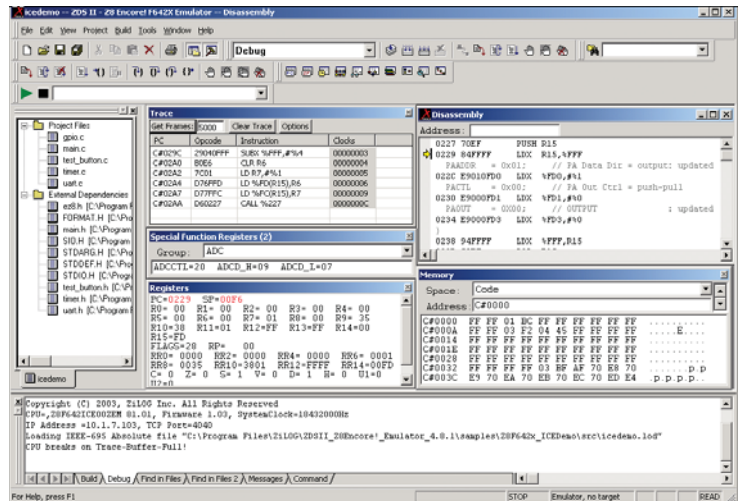 icedemo -- ZDS II - Z8 Encore! F642X Emulator -- Disassembly
File Edit View Project Build Tools Window Help
Debug
Project Files
gpio.c
main.c
test_button.c
timer.c
uart.c
External Dependencies
ez8.h [C:\Program F
FORMAT.H [C:\Pro
main.h [C:\Program
SIO.H [C:\Program
STDARG.H [C:\Pro
STDDEF.H [C:\Pro
STDIO.H [C:\Progr
test_button.h [C:\Pr
timer.h [C:\Program
uart.h [C:\Program
icedemo
Trace
Get Frames: 5000 Clear Trace Options
PC Opcode Instruction Clocks
C#029C 29040FFF SUBX %FFF,#%4 00000003
C#02A0 B0E6 CLR R6 00000004
C#02A2 7C01 LD R7,#%1 00000005
C#02A4 D76FFD LD %FD(R15),R6 00000006
C#02A7 D77FFC LD %FC(R15),R7 00000009
C#02AA D60227 CALL %227 0000000C
Special Function Registers (2)
Group: ADC
ADCCTL=20 ADCD_H=09 ADCD_L=07
Registers
PC=0229 SP=00F6
R0= 00 R1= 00 R2= 00 R3= 00 R4= 00
R5= 00 R6= 00 R7= 01 R8= 00 R9= 35
R10=38 R11=01 R12=FF R13=FF R14=00
R15=FD
FLAGS=28 RP= 00
RR0= 0000 RR2= 0000 RR4= 0000 RR6= 0001
RR8= 0035 RR10=3801 RR12=FFFF RR14=00FD
C= 0 Z= 0 S= 1 V= 0 D= 1 H= 0 U1=0
U2=0
Disassembly
Address:
0227 70EF PUSH R15
0229 84FFFF LDX R15,%FFF
PAADDR = 0x01; // PA Data Dir = output: updated
022C E9010FD0 LDX %FD0,#%1
PACTL = 0x00; // PA Out Ctrl = push-pull
0230 E9000FD1 LDX %FD1,#%0
PAOUT = 0X00; // OUTPUT : updated
0234 E9000FD3 LDX %FD3,#%0
}
0238 94FFFF LDX %FFF,R15
Memory
Space: Code
Address: C#0000
C#0000 FF FF 01 BC FF FF FF FF FF FF ..........
C#000A FF FF 03 F2 04 45 FF FF FF FF .....E....
C#0014 FF FF FF FF FF FF FF FF FF FF ..........
C#001E FF FF FF FF FF FF FF FF FF FF ..........
C#0028 FF FF FF FF FF FF FF FF FF FF ..........
C#0032 FF FF FF FF 03 BF AF 70 E8 70 .......p.p
C#003C E9 70 EA 70 EB 70 EC 70 ED E4 .p.p.p.p..
Copyright (C) 2003, ZiLOG Inc. All Rights Reserved
CPU=,Z8F642ICE00ZEM 81.01, Firmware 1.03, SystemClock=18432000Hz
IP Address =10.1.7.103, TCP Port=4040
Loading IEEE-695 Absolute file "C:\Program Files\ZiLOG\ZDSII_Z8Encore!_Emulator_4.8.1\samples\Z8F642x_ICEDemo\src\icedemo.lod"
CPU breaks on Trace-Buffer-Full!
Build Debug Find in Files Find in Files 2 Messages Command
For Help, press F1 STOP Emulator, no target READ